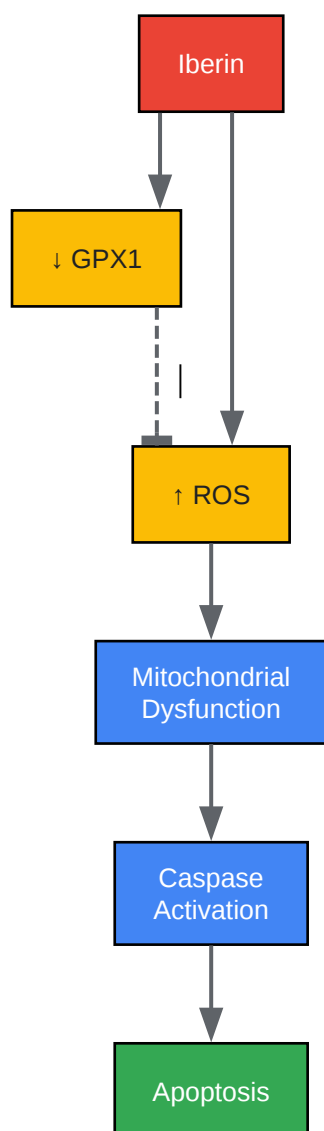 Iberin
↓ GPX1
|
↑ ROS
Mitochondrial
Dysfunction
Caspase
Activation
Apoptosis